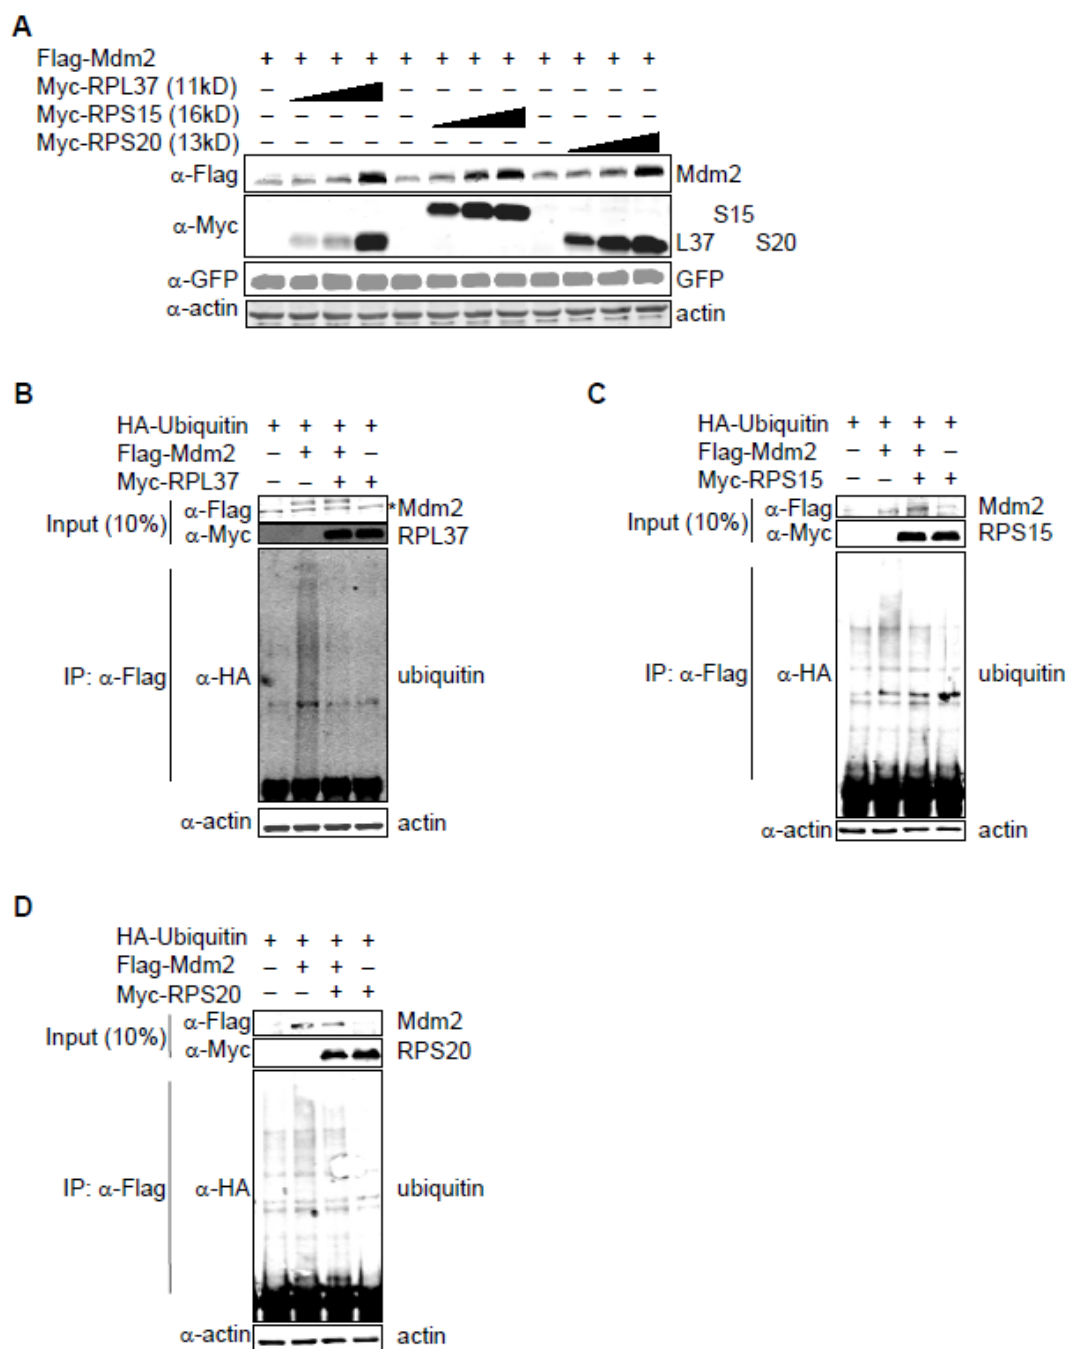 A
Flag-Mdm2 + + + + + + + + + + + +
Myc-RPL37 (11kD) – – – – – – – – –
Myc-RPS15 (16kD) – – – – – – – – –
Myc-RPS20 (13kD) – – – – – – – – –
α-Flag Mdm2
α-Myc S15
L37 S20
α-GFP GFP
α-actin actin
B
HA-Ubiquitin + + + +
Flag-Mdm2 – + + –
Myc-RPL37 – – + +
Input (10%) α-Flag *Mdm2
α-Myc RPL37
IP: α-Flag α-HA ubiquitin
α-actin actin
C
HA-Ubiquitin + + + +
Flag-Mdm2 – + + –
Myc-RPS15 – – + +
Input (10%) α-Flag Mdm2
α-Myc RPS15
IP: α-Flag α-HA ubiquitin
α-actin actin
D
HA-Ubiquitin + + + +
Flag-Mdm2 – + + –
Myc-RPS20 – – + +
Input (10%) α-Flag Mdm2
α-Myc RPS20
IP: α-Flag α-HA ubiquitin
α-actin actin